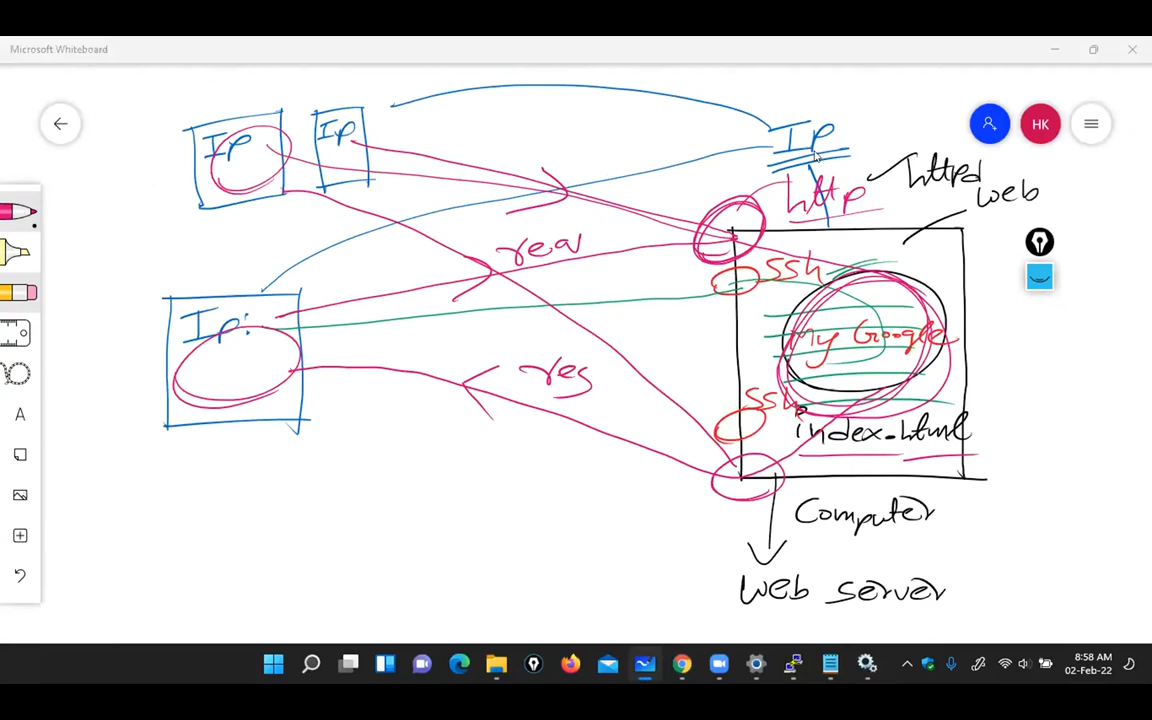 Microsoft Whiteboard
HK
Ip
Ip
Ip
http
httpd
web
req
Ip:
ssh
My Google
res
ssh
index.html
Computer
Web server
A
8:58 AM
02-Feb-22